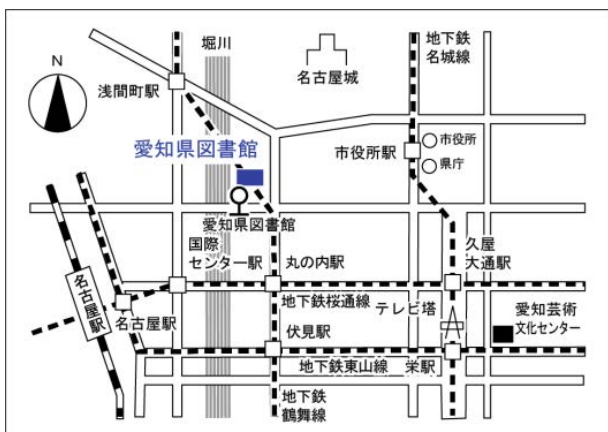 堀川
地下鉄
名城線
N
名古屋城
浅間町駅
愛知県図書館
市役所駅
市役所
県庁
愛知県図書館
国際
センター駅
丸の内駅
久屋
大通駅
名古屋駅
名古屋駅
地下鉄桜通線
テレビ塔
愛知芸術
文化センター
伏見駅
地下鉄東山線
栄駅
地下鉄
鶴舞線